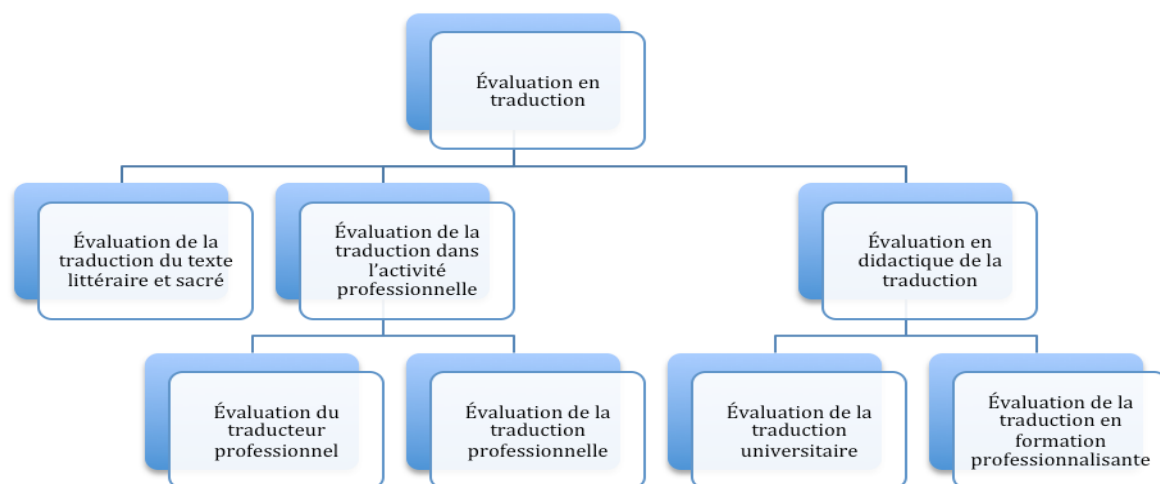 Évaluation en
traduction
Évaluation de la
traduction du texte
littéraire et sacré
Évaluation de la
traduction dans
l’activité
professionnelle
Évaluation en
didactique de la
traduction
Évaluation du
traducteur
professionnel
Évaluation de la
traduction
professionnelle
Évaluation de la
traduction
universitaire
Évaluation de la
traduction en
formation
professionnalisante